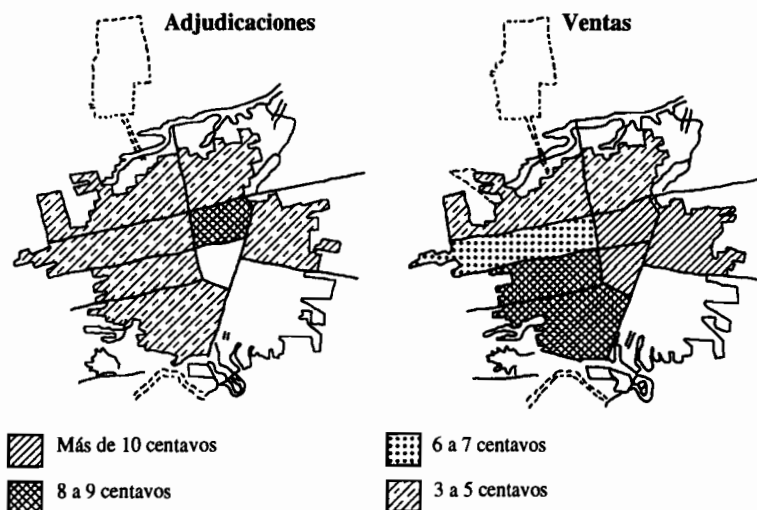 Adjudicaciones
Ventas
Más de 10 centavos
6 a 7 centavos
8 a 9 centavos
3 a 5 centavos